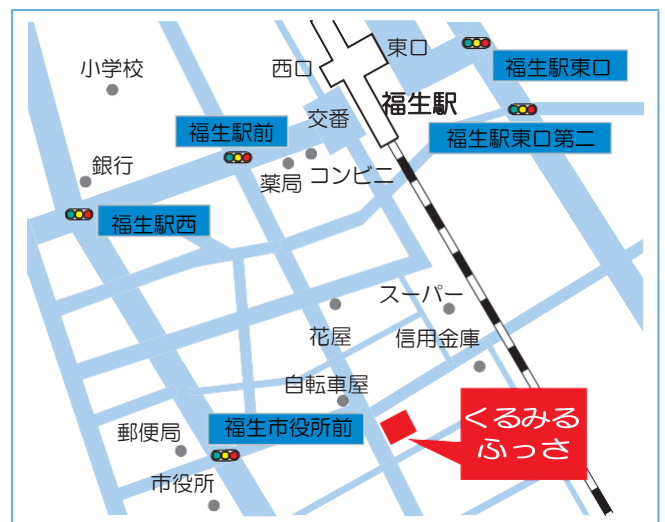 東口
福生駅東口
小学校
西口
福生駅
交番
福生駅東口第二
福生駅前
コンビニ
薬局
銀行
福生駅西
スーパー
花屋
信用金庫
自転車屋
くるみる
ふっさ
福生市役所前
郵便局
市役所